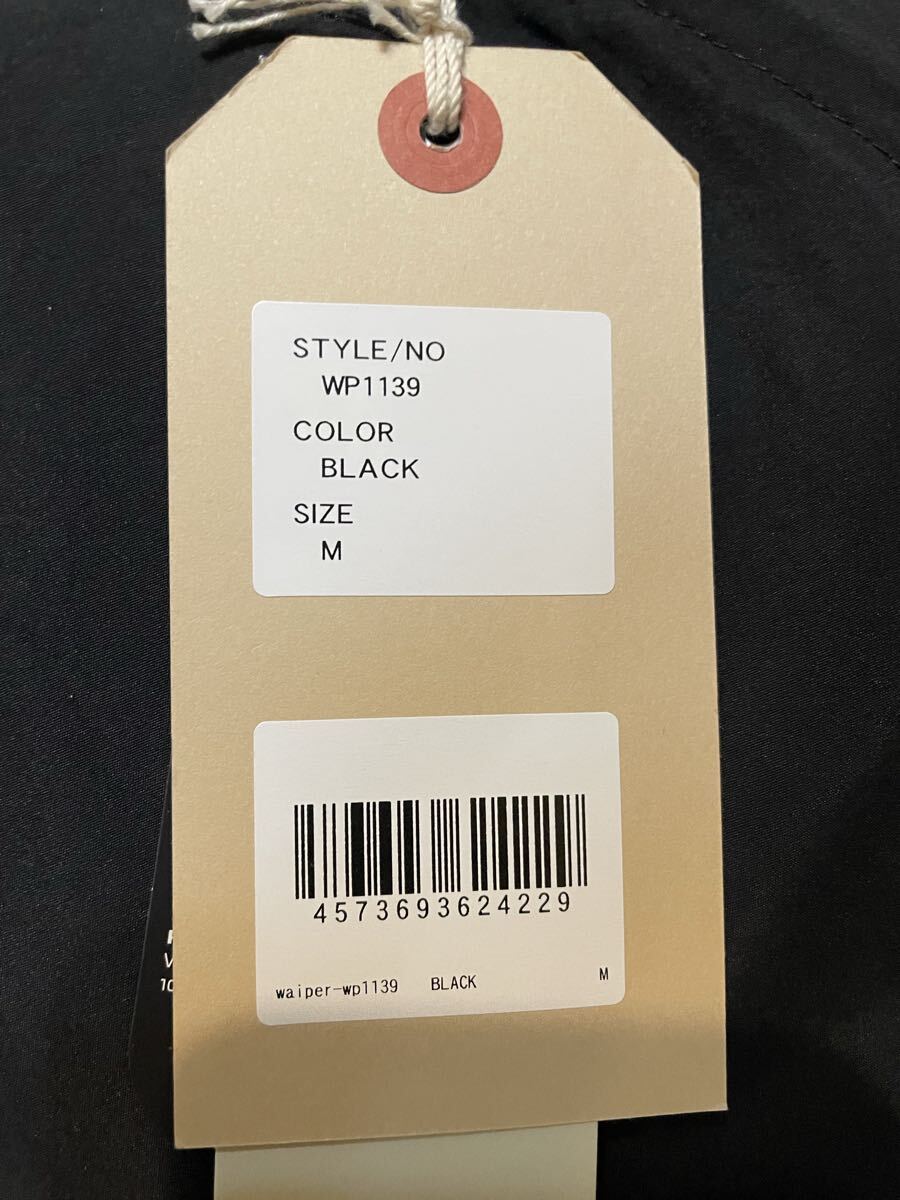 STYLE/NO
WP1139
COLOR
BLACK
SIZE
M
4573693624229
waiper-wp1139 BLACK M